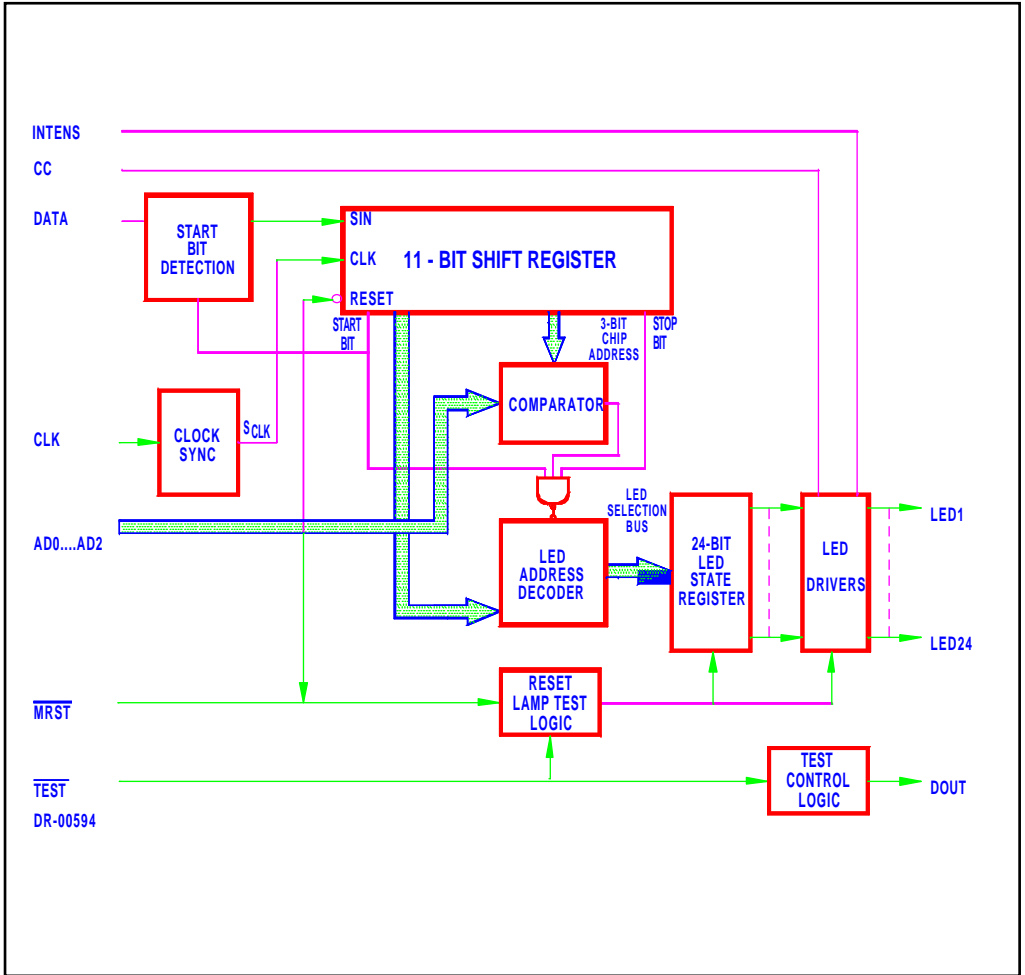 INTENS
CC
DATA
START
BIT
DETECTION
SIN
CLK
RESET
11 - BIT SHIFT REGISTER
START
BIT
3-BIT
CHIP
ADDRESS
STOP
BIT
COMPARATOR
CLK
CLOCK
SYNC
SCLK
AD0....AD2
LED
ADDRESS
DECODER
LED
SELECTION
BUS
24-BIT
LED
STATE
REGISTER
LED
DRIVERS
LED1
LED24
MRST
RESET
LAMP TEST
LOGIC
TEST
TEST
CONTROL
LOGIC
DOUT
DR-00594